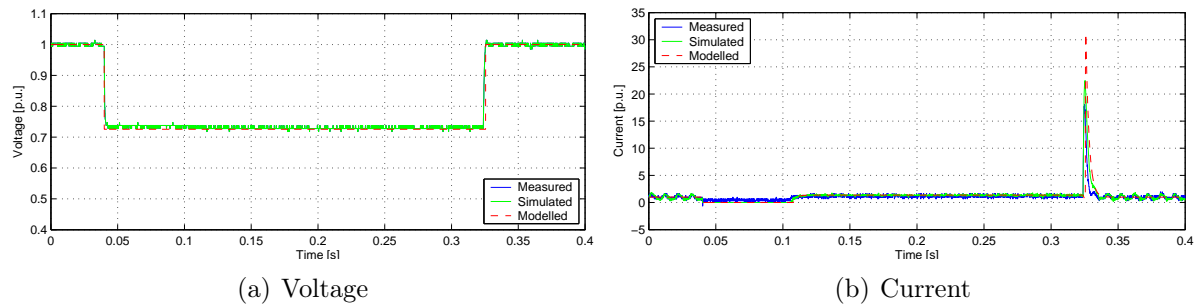 1.1
1
0.9
0.8
0.7
0.6
0.5
0.4
Voltage [p.u.]
0 0.05 0.1 0.15 0.2 0.25 0.3 0.35 0.4
Time [s]
Measured
Simulated
Modelled
(a) Voltage
35
30
25
20
15
10
5
0
−5
Current [p.u.]
0 0.05 0.1 0.15 0.2 0.25 0.3 0.35 0.4
Time [s]
Measured
Simulated
Modelled
(b) Current